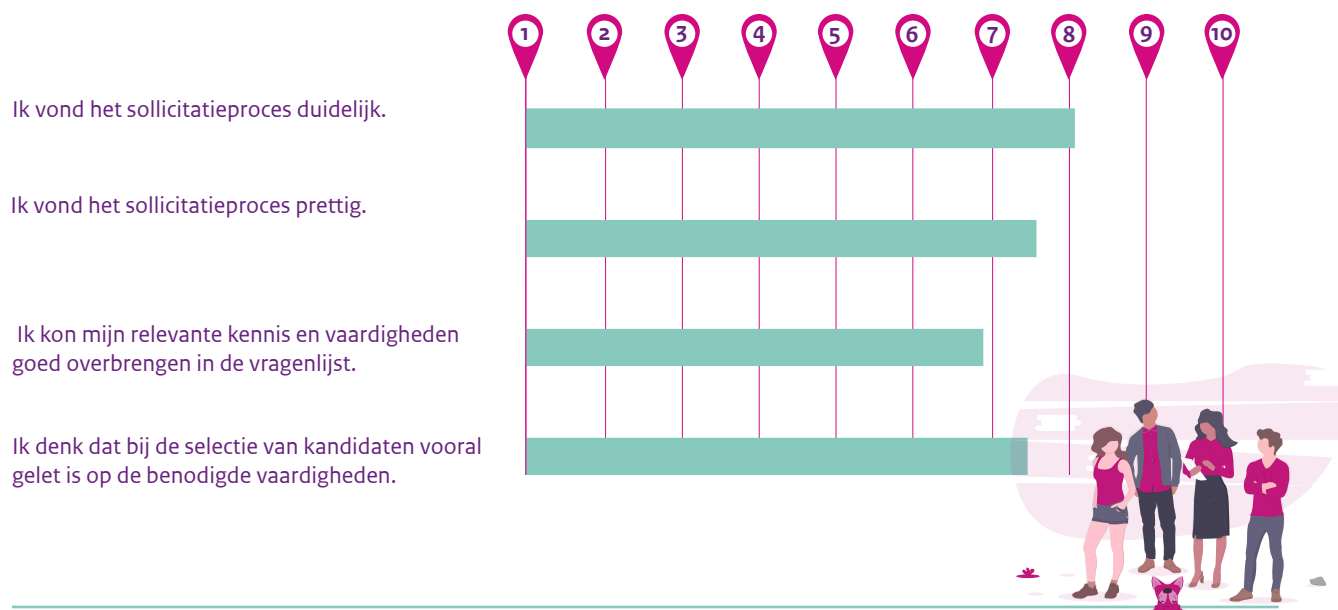 1 2 3 4 5 6 7 8 9 10
Ik vond het sollicitatieproces duidelijk.
Ik vond het sollicitatieproces prettig.
Ik kon mijn relevante kennis en vaardigheden
goed overbrengen in de vragenlijst.
Ik denk dat bij de selectie van kandidaten vooral
gelet is op de benodigde vaardigheden.